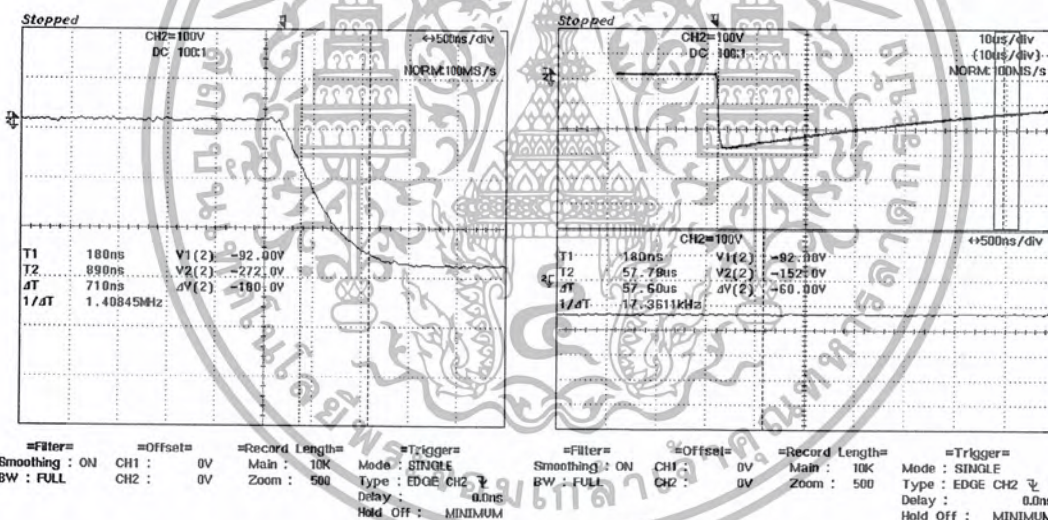 Stopped
CH2=100V
DC 100:1
↔500ns/div
NORM:100MS/s
T1 180ns V1(2) -92.00V
T2 890ns V2(2) -272.0V
ΔT 710ns ΔV(2) -180.0V
1/ΔT 1.40845MHz
=Filter= =Offset= =Record Length= =Trigger=
Smoothing : ON CH1 : 0V Main : 10K Mode : SINGLE
BW : FULL CH2 : 0V Zoom : 500 Type : EDGE CH2
Delay : 0.0ns
Hold Off : MINIMUM
Stopped
CH2=100V
DC 100:1
10us/div
(10us/div)
NORM:100MS/s
CH2=100V
↔500ns/div
T1 180ns V1(2) -92.00V
T2 57.78us V2(2) -152.0V
ΔT 57.60us ΔV(2) -60.00V
1/ΔT 17.3611kHz
=Filter= =Offset= =Record Length= =Trigger=
Smoothing : ON CH1 : 0V Main : 10K Mode : SINGLE
BW : FULL CH2 : 0V Zoom : 500 Type : EDGE CH2
Delay : 0.0ns
Hold Off : MINIMUM